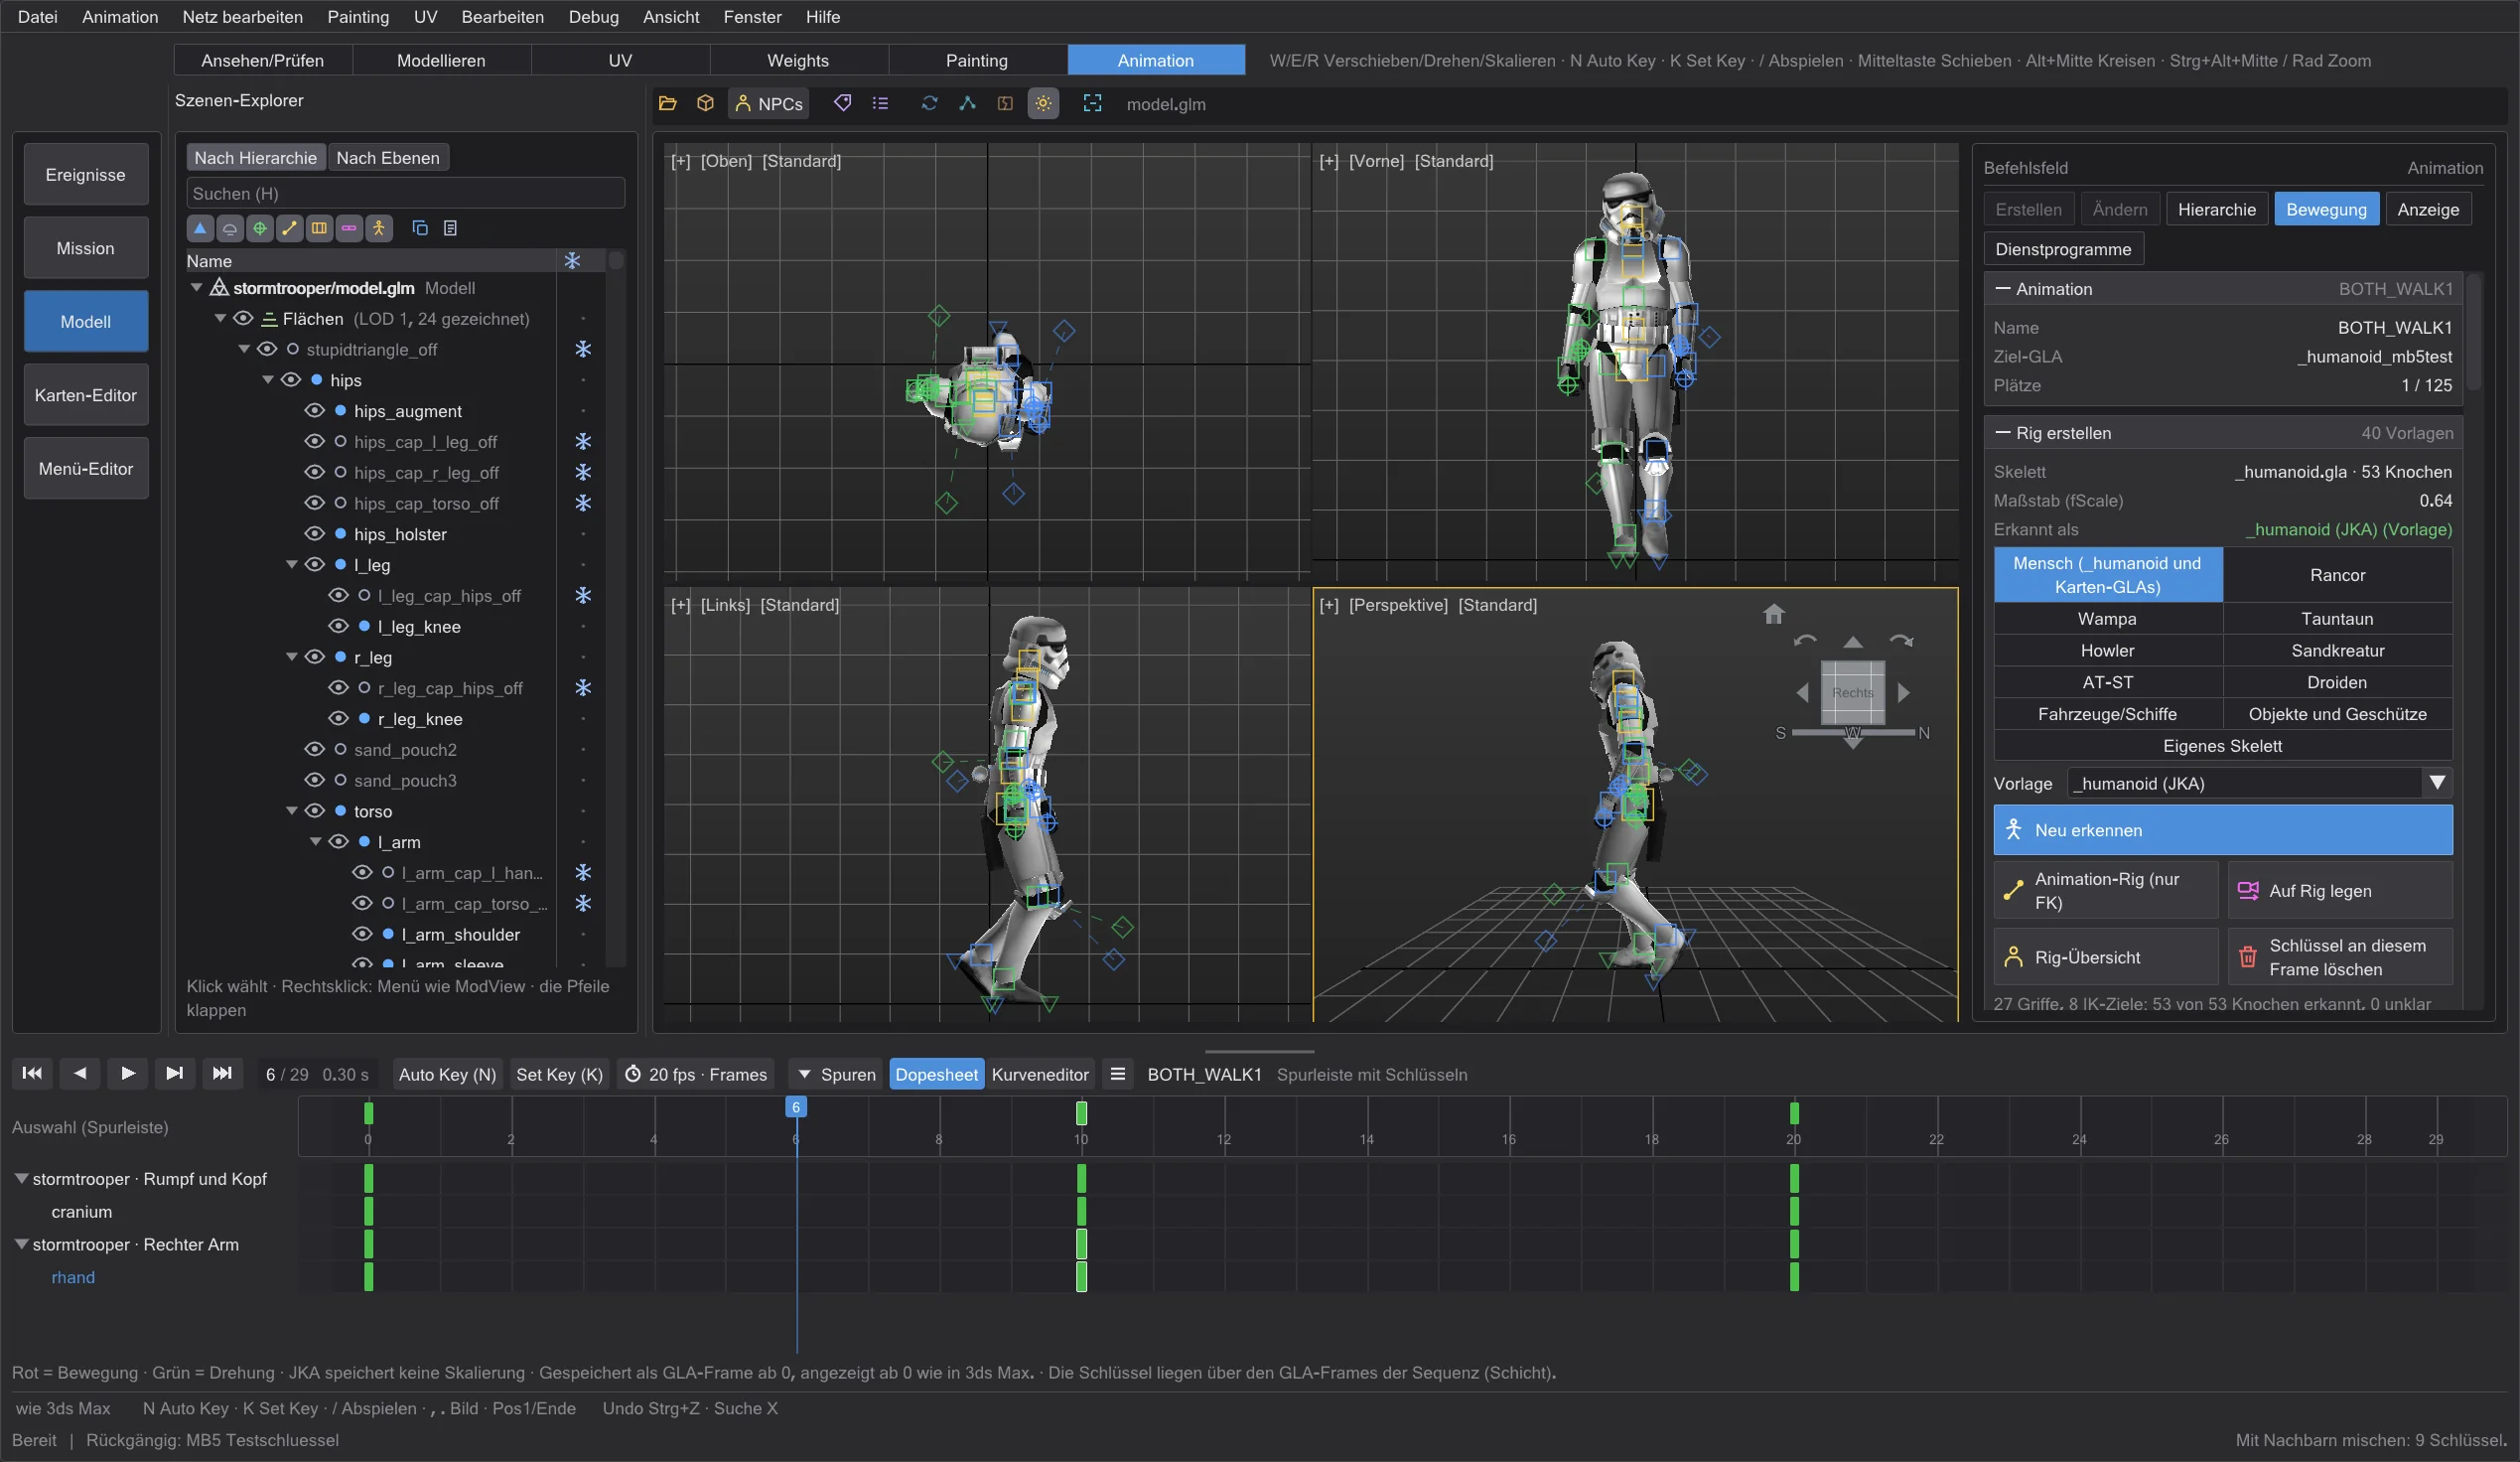 Datei Animation Netz bearbeiten Painting UV Bearbeiten Debug Ansicht Fenster Hilfe
Ansehen/Prüfen Modellieren UV Weights Painting Animation W/E/R Verschieben/Drehen/Skalieren · N Auto Key · K Set Key · / Abspielen · Mitteltaste Schieben · Alt+Mitte Kreisen · Strg+Alt+Mitte / Rad Zoom
Szenen-Explorer
NPCs model.glm
Ereignisse
Mission
Modell
Karten-Editor
Menü-Editor
Nach Hierarchie Nach Ebenen
Suchen (H)
Name
stormtrooper/model.glm Modell
Flächen (LOD 1, 24 gezeichnet)
stupidtriangle_off
hips
hips_augment
hips_cap_l_leg_off
hips_cap_r_leg_off
hips_cap_torso_off
hips_holster
l_leg
l_leg_cap_hips_off
l_leg_knee
r_leg
r_leg_cap_hips_off
r_leg_knee
sand_pouch2
sand_pouch3
torso
l_arm
l_arm_cap_l_han...
l_arm_cap_torso_...
l_arm_shoulder
l_arm_sleeve
Klick wählt · Rechtsklick: Menü wie ModView · die Pfeile
klappen
[+] [Oben] [Standard]
[+] [Vorne] [Standard]
[+] [Links] [Standard]
[+] [Perspektive] [Standard]
Rechts
S W N
Befehlsfeld Animation
Erstellen Ändern Hierarchie Bewegung Anzeige
Dienstprogramme
Animation BOTH_WALK1
Name BOTH_WALK1
Ziel-GLA _humanoid_mb5test
Plätze 1 / 125
Rig erstellen 40 Vorlagen
Skelett _humanoid.gla · 53 Knochen
Maßstab (fScale) 0.64
Erkannt als _humanoid (JKA) (Vorlage)
Mensch (_humanoid und
Karten-GLAs)
Rancor
Wampa Tauntaun
Howler Sandkreatur
AT-ST Droiden
Fahrzeuge/Schiffe Objekte und Geschütze
Eigenes Skelett
Vorlage _humanoid (JKA)
Neu erkennen
Animation-Rig (nur
FK)
Auf Rig legen
Rig-Übersicht
Schlüssel an diesem
Frame löschen
27 Griffe, 8 IK-Ziele: 53 von 53 Knochen erkannt, 0 unklar
6 / 29 0.30 s Auto Key (N) Set Key (K) 20 fps · Frames Spuren Dopesheet Kurveneditor BOTH_WALK1 Spurleiste mit Schlüsseln
6
Auswahl (Spurleiste)
0 2 4 6 8 10 12 14 16 18 20 22 24 26 28 29
stormtrooper · Rumpf und Kopf
cranium
stormtrooper · Rechter Arm
rhand
Rot = Bewegung · Grün = Drehung · JKA speichert keine Skalierung · Gespeichert als GLA-Frame ab 0, angezeigt ab 0 wie in 3ds Max. · Die Schlüssel liegen über den GLA-Frames der Sequenz (Schicht).
wie 3ds Max N Auto Key · K Set Key · / Abspielen · , . Bild · Pos1/Ende Undo Strg+Z · Suche X
Bereit | Rückgängig: MB5 Testschluessel Mit Nachbarn mischen: 9 Schlüssel.